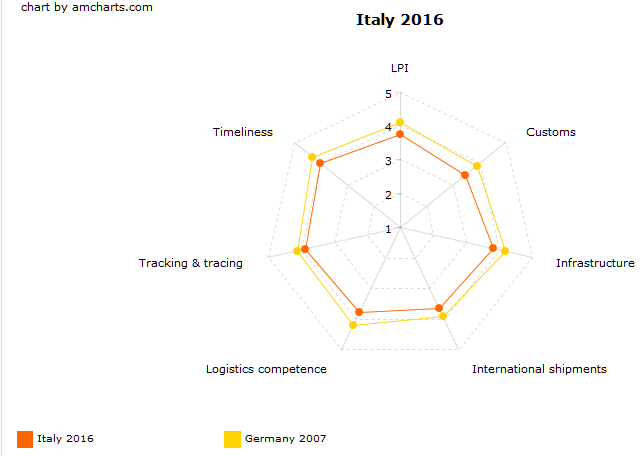 chart by amcharts.com
Italy 2016
LPI
5
Timeliness
Customs
4
3
2
1
Tracking & tracing
Infrastructure
Logistics competence
International shipments
Italy 2016
Germany 2007